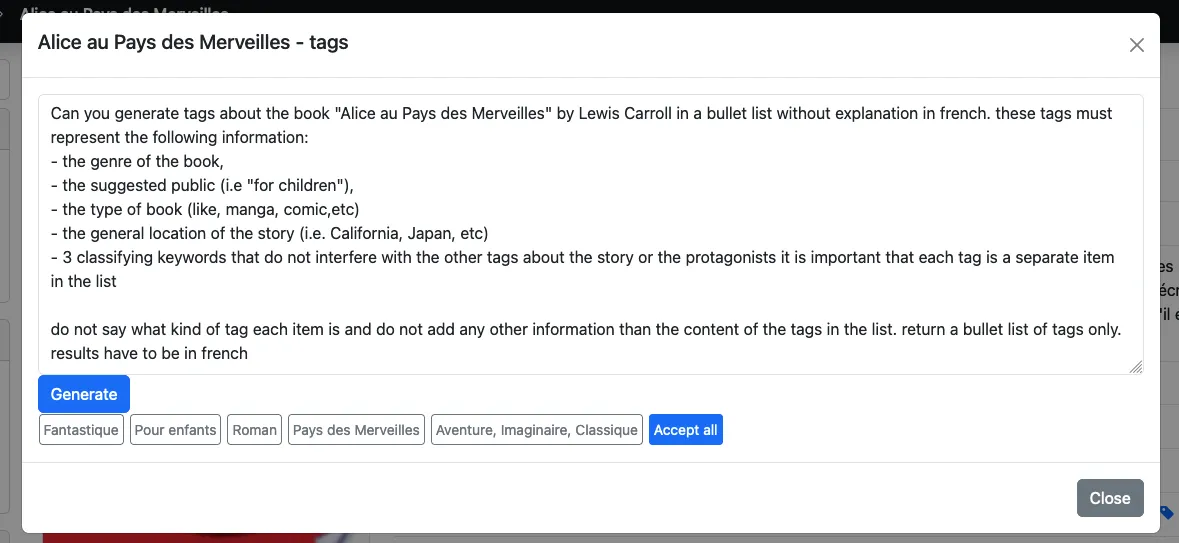 Alice au Pays des Merveilles
Alice au Pays des Merveilles - tags
Can you generate tags about the book "Alice au Pays des Merveilles" by Lewis Carroll in a bullet list without explanation in french. these tags must
represent the following information:
- the genre of the book,
- the suggested public (i.e "for children"),
- the type of book (like, manga, comic,etc)
- the general location of the story (i.e. California, Japan, etc)
- 3 classifying keywords that do not interfere with the other tags about the story or the protagonists it is important that each tag is a separate item
in the list
do not say what kind of tag each item is and do not add any other information than the content of the tags in the list. return a bullet list of tags only.
results have to be in french
Generate
Fantastique Pour enfants Roman Pays des Merveilles Aventure, Imaginaire, Classique Accept all
Close